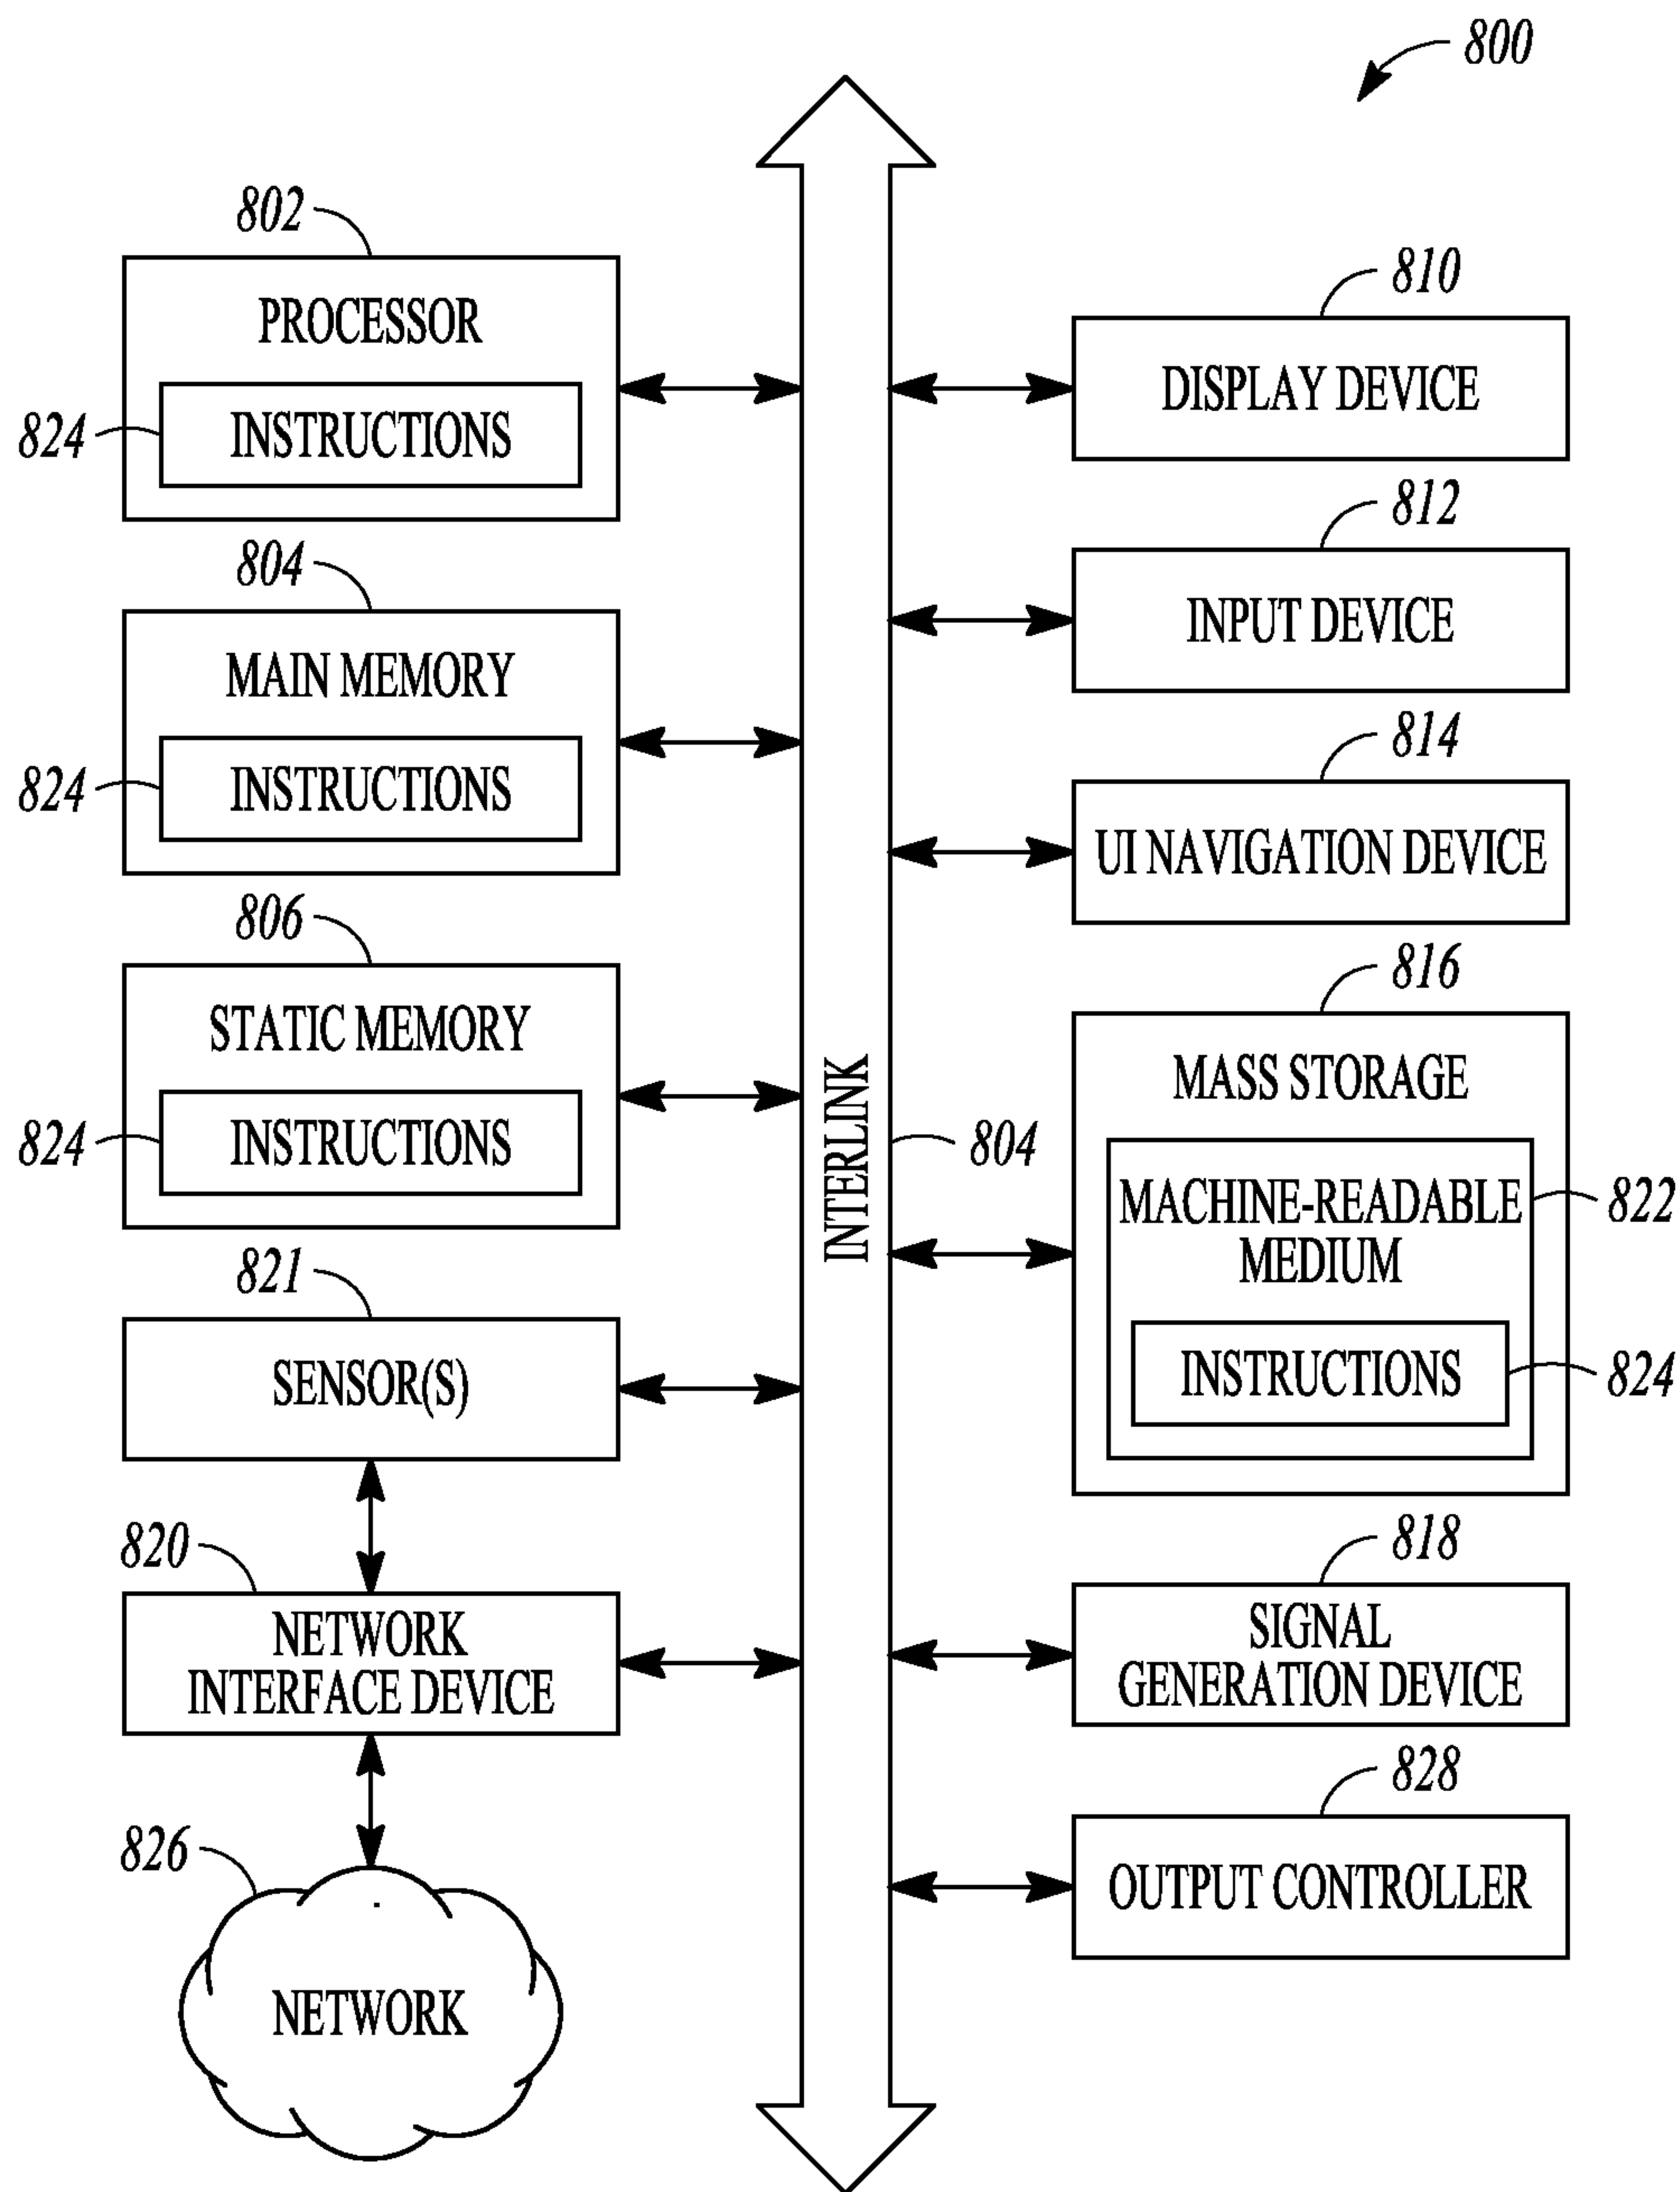 800
802
PROCESSOR
824
INSTRUCTIONS
804
MAIN MEMORY
824
INSTRUCTIONS
806
STATIC MEMORY
824
INSTRUCTIONS
821
SENSOR(S)
820
NETWORK
INTERFACE DEVICE
826
NETWORK
INTERLINK
804
810
DISPLAY DEVICE
812
INPUT DEVICE
814
UI NAVIGATION DEVICE
816
MASS STORAGE
MACHINE-READABLE
MEDIUM
822
INSTRUCTIONS
824
818
SIGNAL
GENERATION DEVICE
828
OUTPUT CONTROLLER